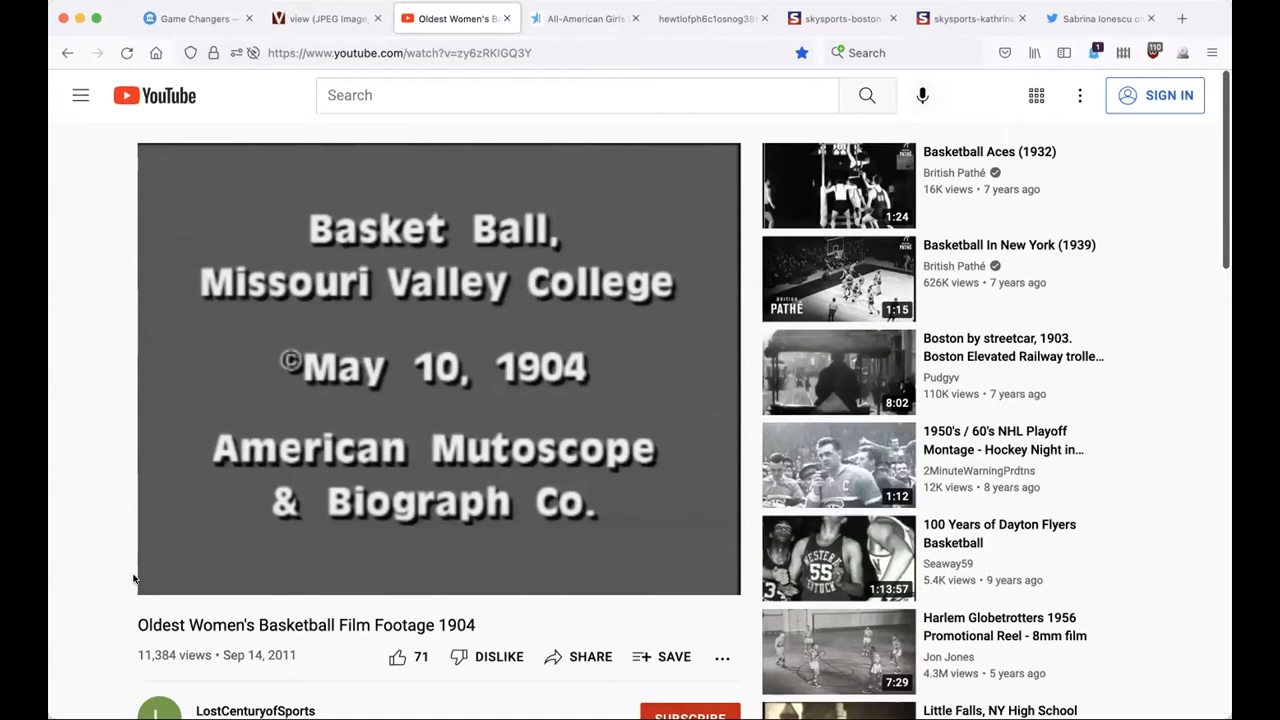 Game Changers —
view (JPEG Image,
Oldest Women's Ba
All-American Girls
hewtlofph6c1osnog38
skysports-boston-
skysports-kathrine
Sabrina Ionescu on
https://www.youtube.com/watch?v=zy6zRKIGQ3Y
Search
1
110
YouTube
Search
SIGN IN
Basket Ball,
Missouri Valley College
©May 10, 1904
American Mutoscope
& Biograph Co.
Oldest Women's Basketball Film Footage 1904
11,384 views • Sep 14, 2011
71
DISLIKE
SHARE
SAVE
L
LostCenturyofSports
SUBSCRIBE
1:24
Basketball Aces (1932)
British Pathé
16K views • 7 years ago
BRITISH
PATHÉ
1:15
Basketball In New York (1939)
British Pathé
626K views • 7 years ago
8:02
Boston by streetcar, 1903.
Boston Elevated Railway trolle...
Pudgyv
110K views • 7 years ago
1:12
1950's / 60's NHL Playoff
Montage - Hockey Night in...
2MinuteWarningPrdtns
12K views • 8 years ago
WESTERN
55
1:13:57
100 Years of Dayton Flyers
Basketball
Seaway59
5.4K views • 9 years ago
7:29
Harlem Globetrotters 1956
Promotional Reel - 8mm film
Jon Jones
4.3M views • 5 years ago
Little Falls, NY High School